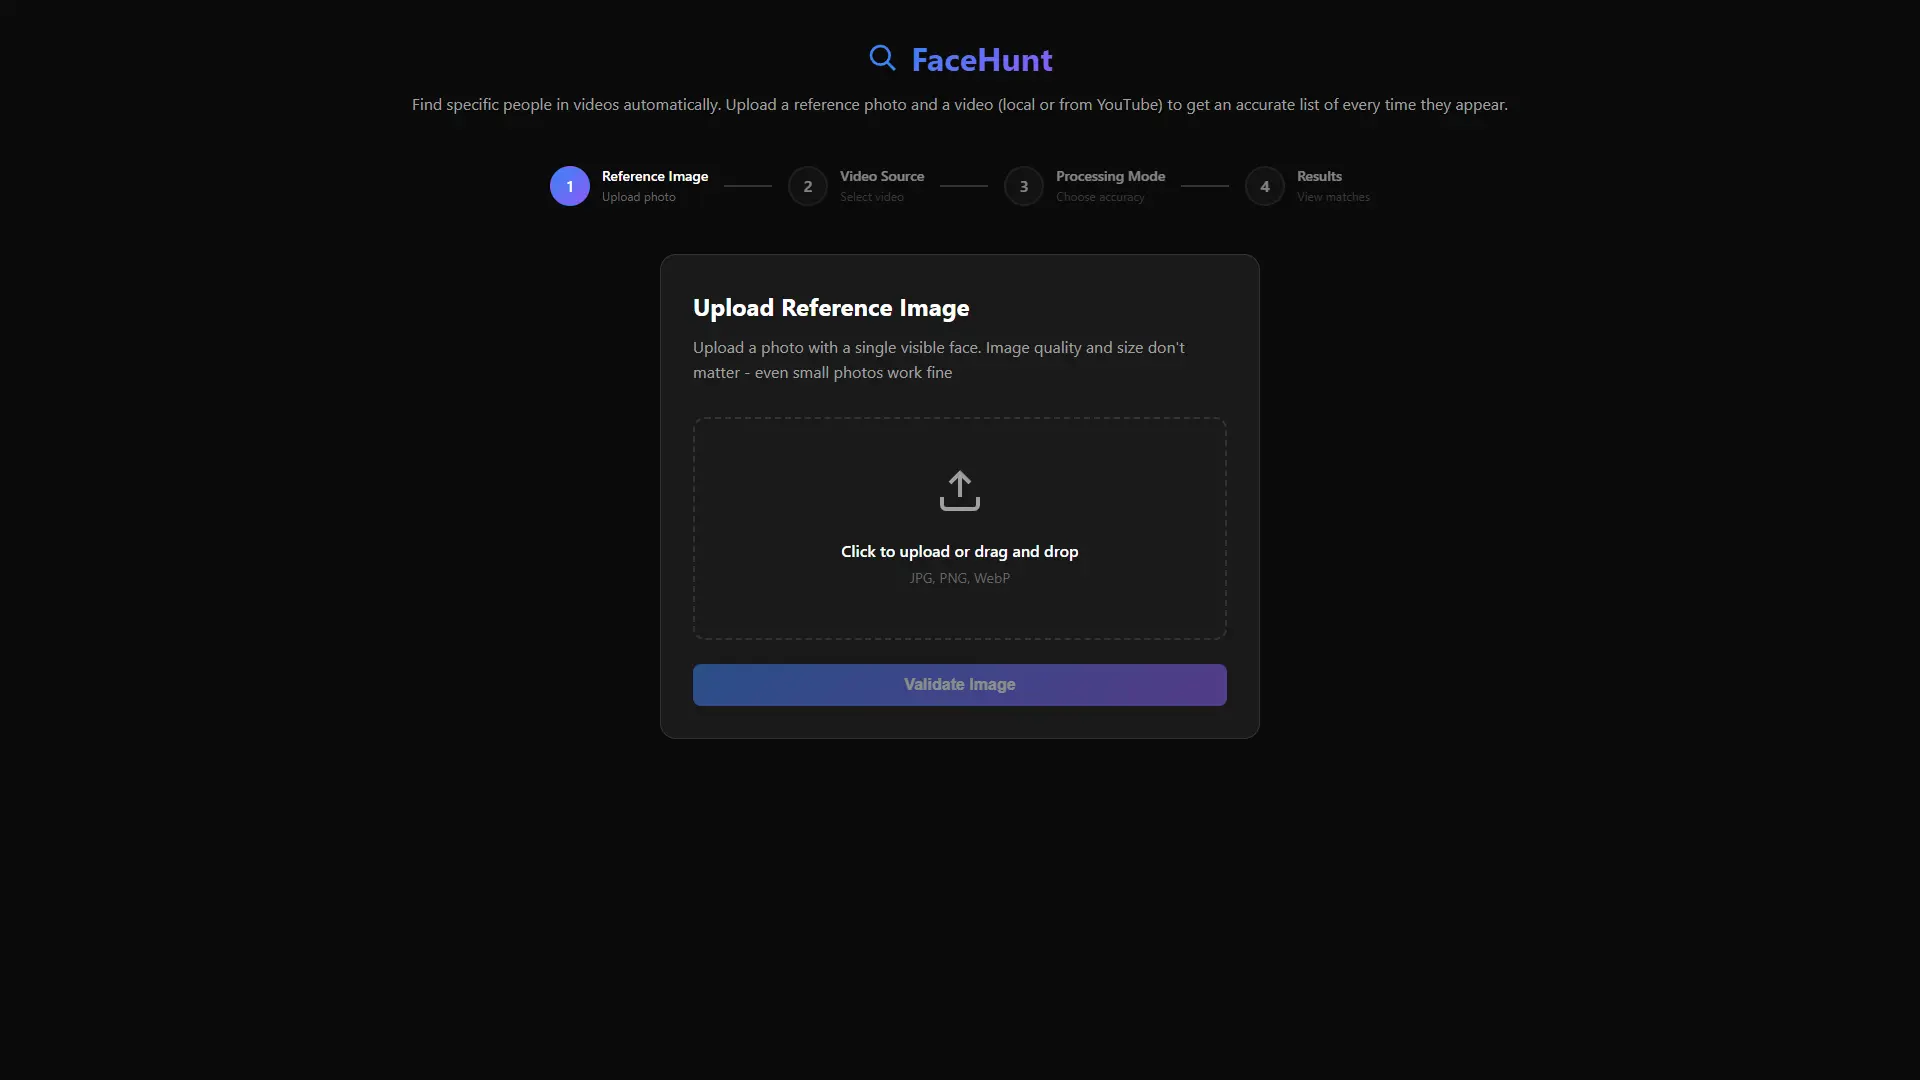 FaceHunt
Find specific people in videos automatically. Upload a reference photo and a video (local or from YouTube) to get an accurate list of every time they appear.
1
Reference Image
Upload photo
2
Video Source
Select video
3
Processing Mode
Choose accuracy
4
Results
View matches
Upload Reference Image
Upload a photo with a single visible face. Image quality and size don't
matter - even small photos work fine
Click to upload or drag and drop
JPG, PNG, WebP
Validate Image